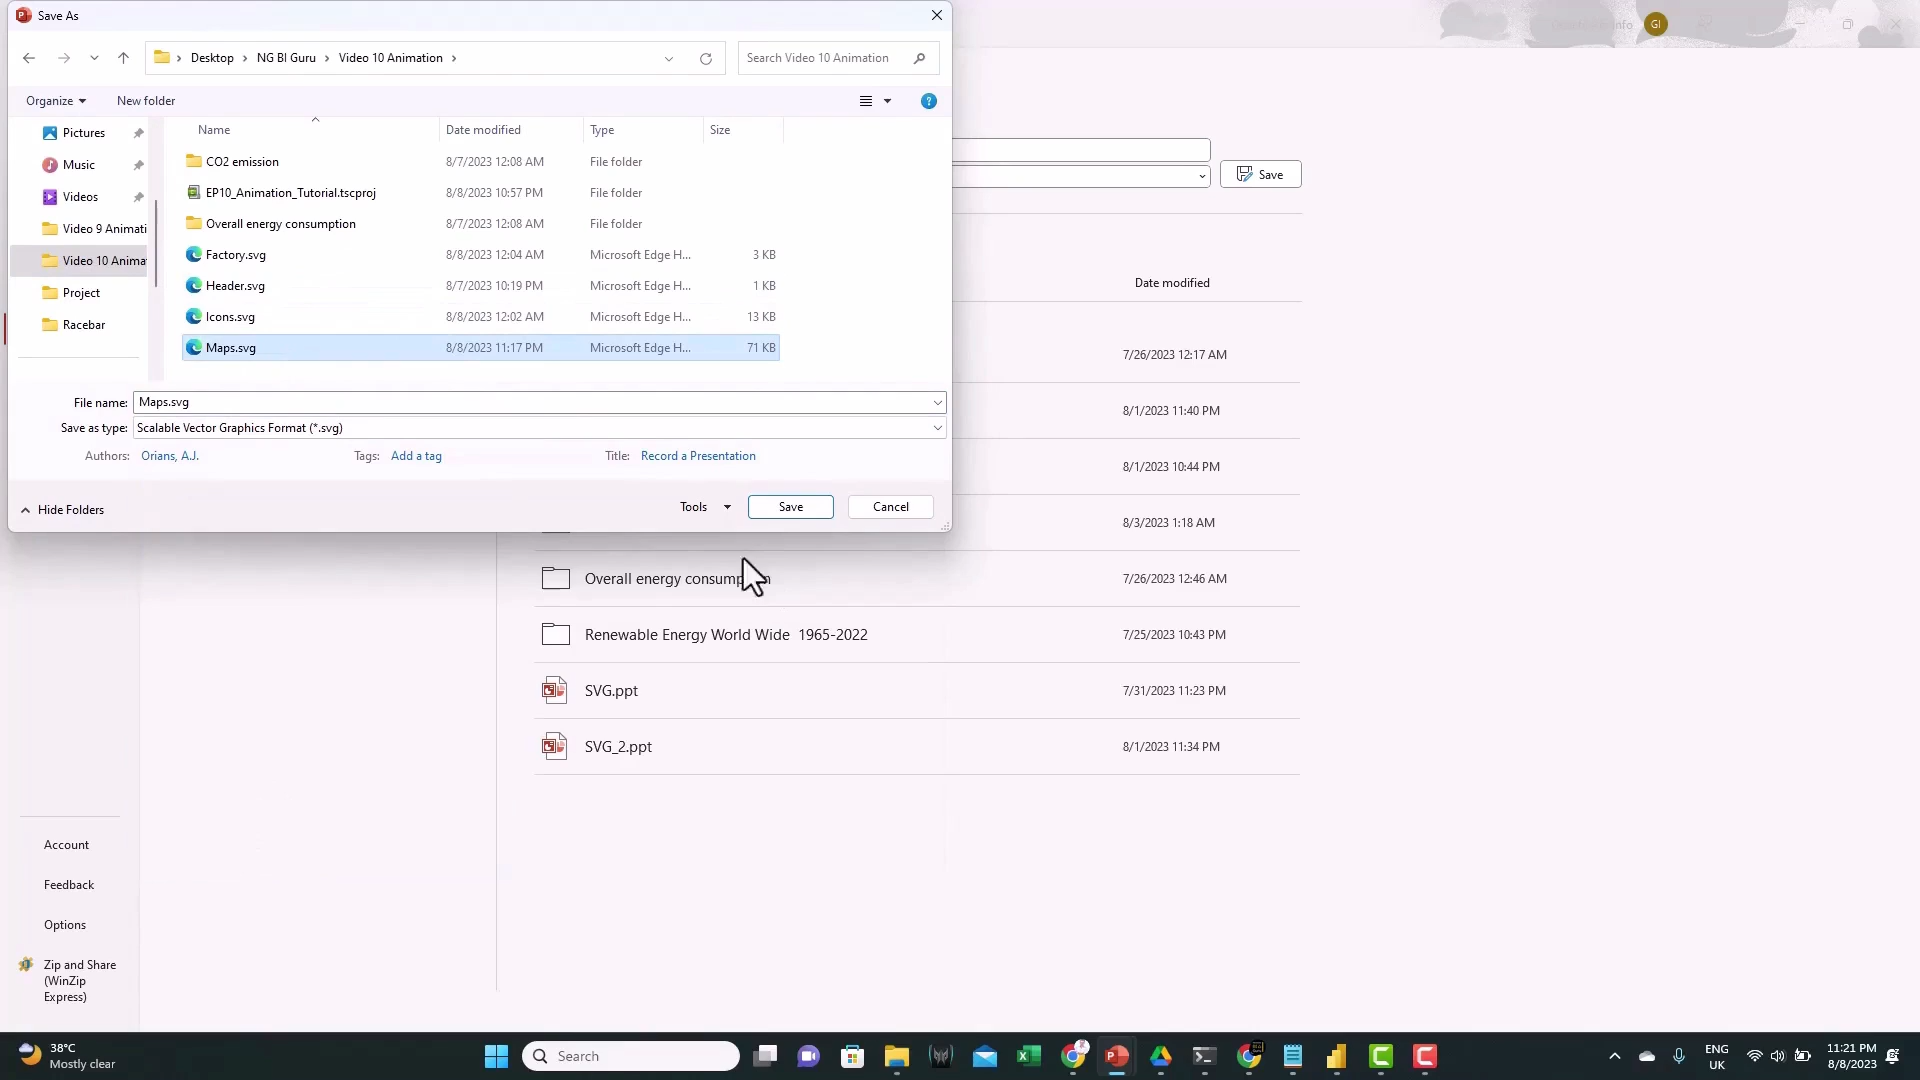 Save As
GI
Desktop > NG BI Guru > Video 10 Animation >
Search Video 10 Animation
Organize
New folder
Name
Date modified
Type
Size
Pictures
Music
Videos
Video 9 Animati
Video 10 Anima
Project
Racebar
CO2 emission 8/7/2023 12:08 AM File folder
EP10_Animation_Tutorial.tscproj 8/8/2023 10:57 PM File folder
Overall energy consumption 8/7/2023 12:08 AM File folder
Factory.svg 8/8/2023 12:04 AM Microsoft Edge H... 3 KB
Header.svg 8/7/2023 10:19 PM Microsoft Edge H... 1 KB
Icons.svg 8/8/2023 12:02 AM Microsoft Edge H... 13 KB
Maps.svg 8/8/2023 11:17 PM Microsoft Edge H... 71 KB
File name: Maps.svg
Save as type: Scalable Vector Graphics Format (*.svg)
Authors: Orians, A.J.
Tags: Add a tag
Title: Record a Presentation
Hide Folders
Tools
Save
Cancel
Save
Date modified
7/26/2023 12:17 AM
8/1/2023 11:40 PM
8/1/2023 10:44 PM
8/3/2023 1:18 AM
Overall energy consump n 7/26/2023 12:46 AM
Renewable Energy World Wide 1965-2022 7/25/2023 10:43 PM
SVG.ppt 7/31/2023 11:23 PM
SVG_2.ppt 8/1/2023 11:34 PM
Account
Feedback
Options
Zip and Share
(WinZip
Express)
38°C
Mostly clear
Search
ENG
UK
11:21 PM
8/8/2023